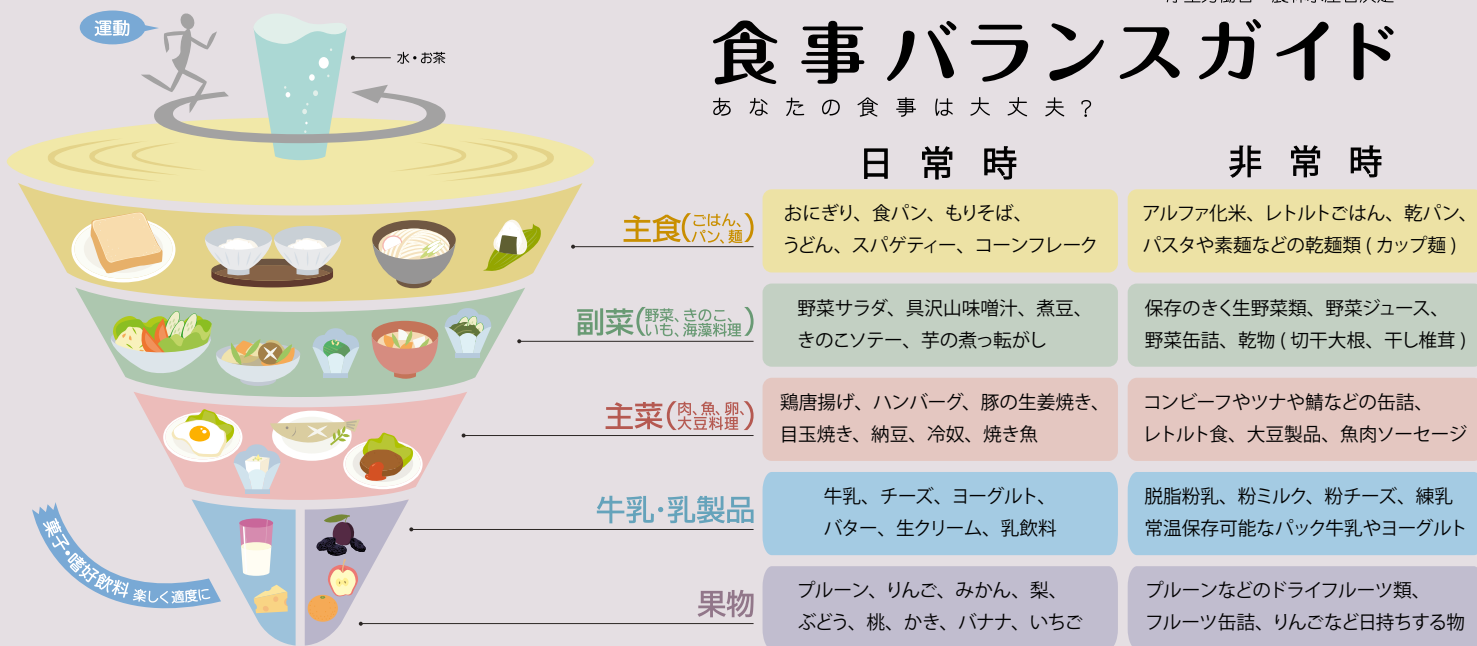 運動
水・お茶
食事バランスガイド
あなたの食事は大丈夫？
日常時
非常時
主食(ごはん、
パン、麺)
おにぎり、食パン、もりそば、
うどん、スパゲティー、コーンフレーク
アルファ化米、レトルトごはん、乾パン、
パスタや素麺などの乾麺類(カップ麺)
副菜(野菜、きのこ、
いも、海藻料理)
野菜サラダ、具沢山味噌汁、煮豆、
きのこソテー、芋の煮っ転がし
保存のきく生野菜類、野菜ジュース、
野菜缶詰、乾物(切干大根、干し椎茸)
主菜(肉、魚、卵、
大豆料理)
鶏唐揚げ、ハンバーグ、豚の生姜焼き、
目玉焼き、納豆、冷奴、焼き魚
コンビーフやツナや鯖などの缶詰、
レトルト食、大豆製品、魚肉ソーセージ
牛乳・乳製品
牛乳、チーズ、ヨーグルト、
バター、生クリーム、乳飲料
脱脂粉乳、粉ミルク、粉チーズ、練乳
常温保存可能なパック牛乳やヨーグルト
果物
プルーン、りんご、みかん、梨、
ぶどう、桃、かき、バナナ、いちご
プルーンなどのドライフルーツ類、
フルーツ缶詰、りんごなど日持ちする物
菓子・嗜好飲料 楽しく適度に